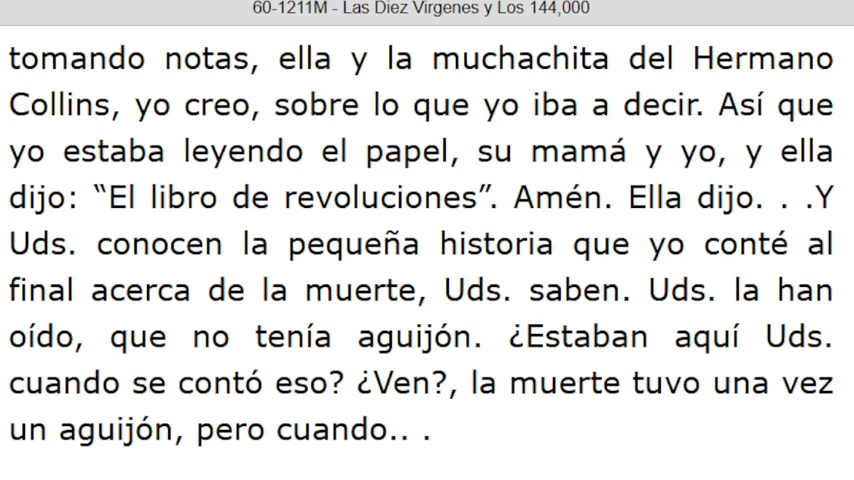 60-1211M - Las Diez Virgenes y Los 144,000
tomando notas, ella y la muchachita del Hermano
Collins, yo creo, sobre lo que yo iba a decir. Así que
yo estaba leyendo el papel, su mamá y yo, y ella
dijo: “El libro de revoluciones”. Amén. Ella dijo. . .Y
Uds. conocen la pequeña historia que yo conté al
final acerca de la muerte, Uds. saben. Uds. la han
oído, que no tenía aguijón. ¿Estaban aquí Uds.
cuando se contó eso? ¿Ven?, la muerte tuvo una vez
un aguijón, pero cuando.. .